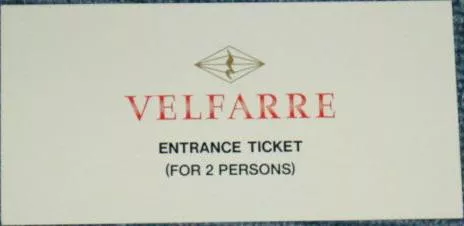 VELFARRE
ENTRANCE TICKET
(FOR 2 PERSONS)